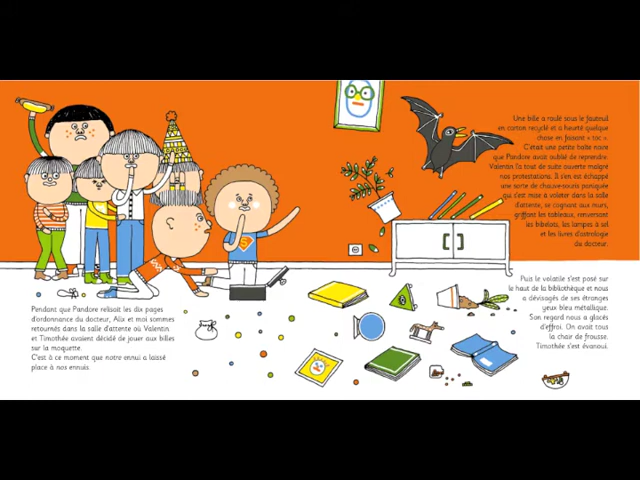 Pendant que Pandore relisait les dix pages
d'ordonnance du docteur, Alix et moi sommes
retournés dans la salle d'attente où Valentin
et Timothée avaient décidé de jouer aux billes
sur la moquette.
C'est à ce moment que notre ennui a laissé
place à nos ennuis.
Une bille a roulé sous le fauteuil
en carton recyclé et a heurté quelque
chose en faisant « toc ».
C'était une petite boîte noire
que Pandore avait oublié de reprendre.
Valentin l'a tout de suite ouverte malgré
nos protestations. Il s'en est échappé
une sorte de chauve-souris paniquée
qui s'est mise à voleter dans la salle
d'attente, se cognant aux murs,
griffant les tableaux, renversant
les bibelots, les lampes à sel
et les livres d'astrologie
du docteur.
Puis le volatile s'est posé sur
le haut de la bibliothèque et nous
a dévisagés de ses étranges
yeux bleu métallique.
Son regard nous a glacés
d'effroi. On avait tous
la chair de frousse.
Timothée s'est évanoui.
S